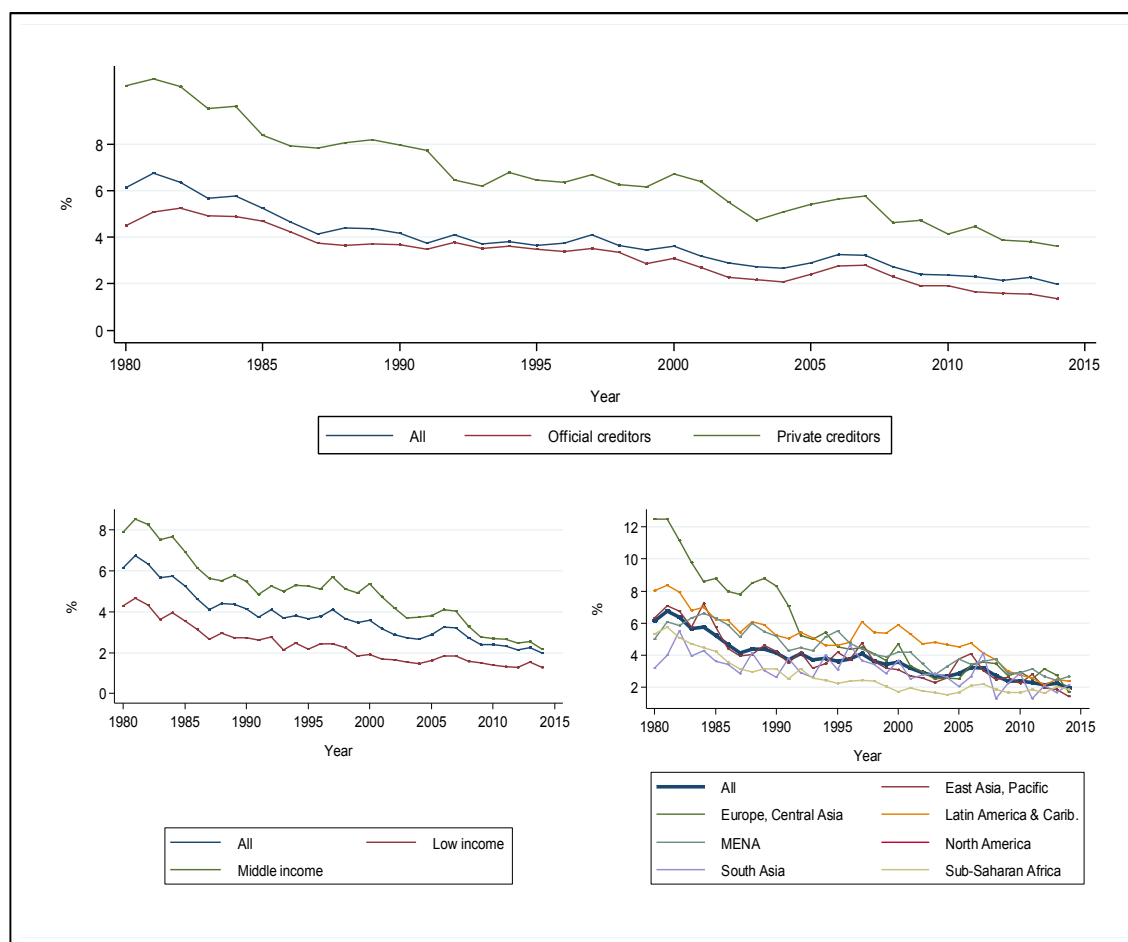 %
8
6
4
2
0
1980 1985 1990 1995 2000 2005 2010 2015
Year
All Official creditors Private creditors
%
8
6
4
2
0
1980 1985 1990 1995 2000 2005 2010 2015
Year
All Low income
Middle income
%
12
10
8
6
4
2
1980 1985 1990 1995 2000 2005 2010 2015
Year
All East Asia, Pacific
Europe, Central Asia Latin America & Carib.
MENA North America
South Asia Sub-Saharan Africa